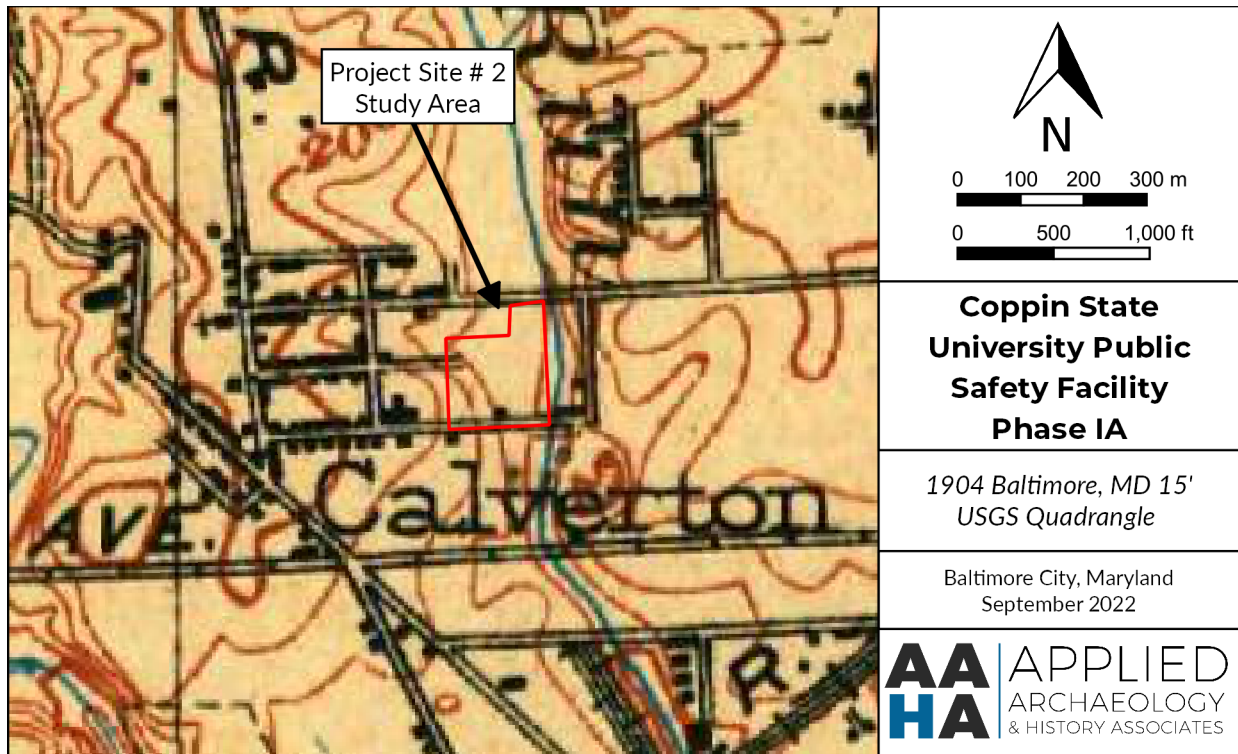 R
Project Site # 2
Study Area
20
Calverton
AVE.
R.
N
0 100 200 300 m
0 500 1,000 ft
Coppin State
University Public
Safety Facility
Phase IA
1904 Baltimore, MD 15'
USGS Quadrangle
Baltimore City, Maryland
September 2022
AA
HA
APPLIED
ARCHAEOLOGY
& HISTORY ASSOCIATES